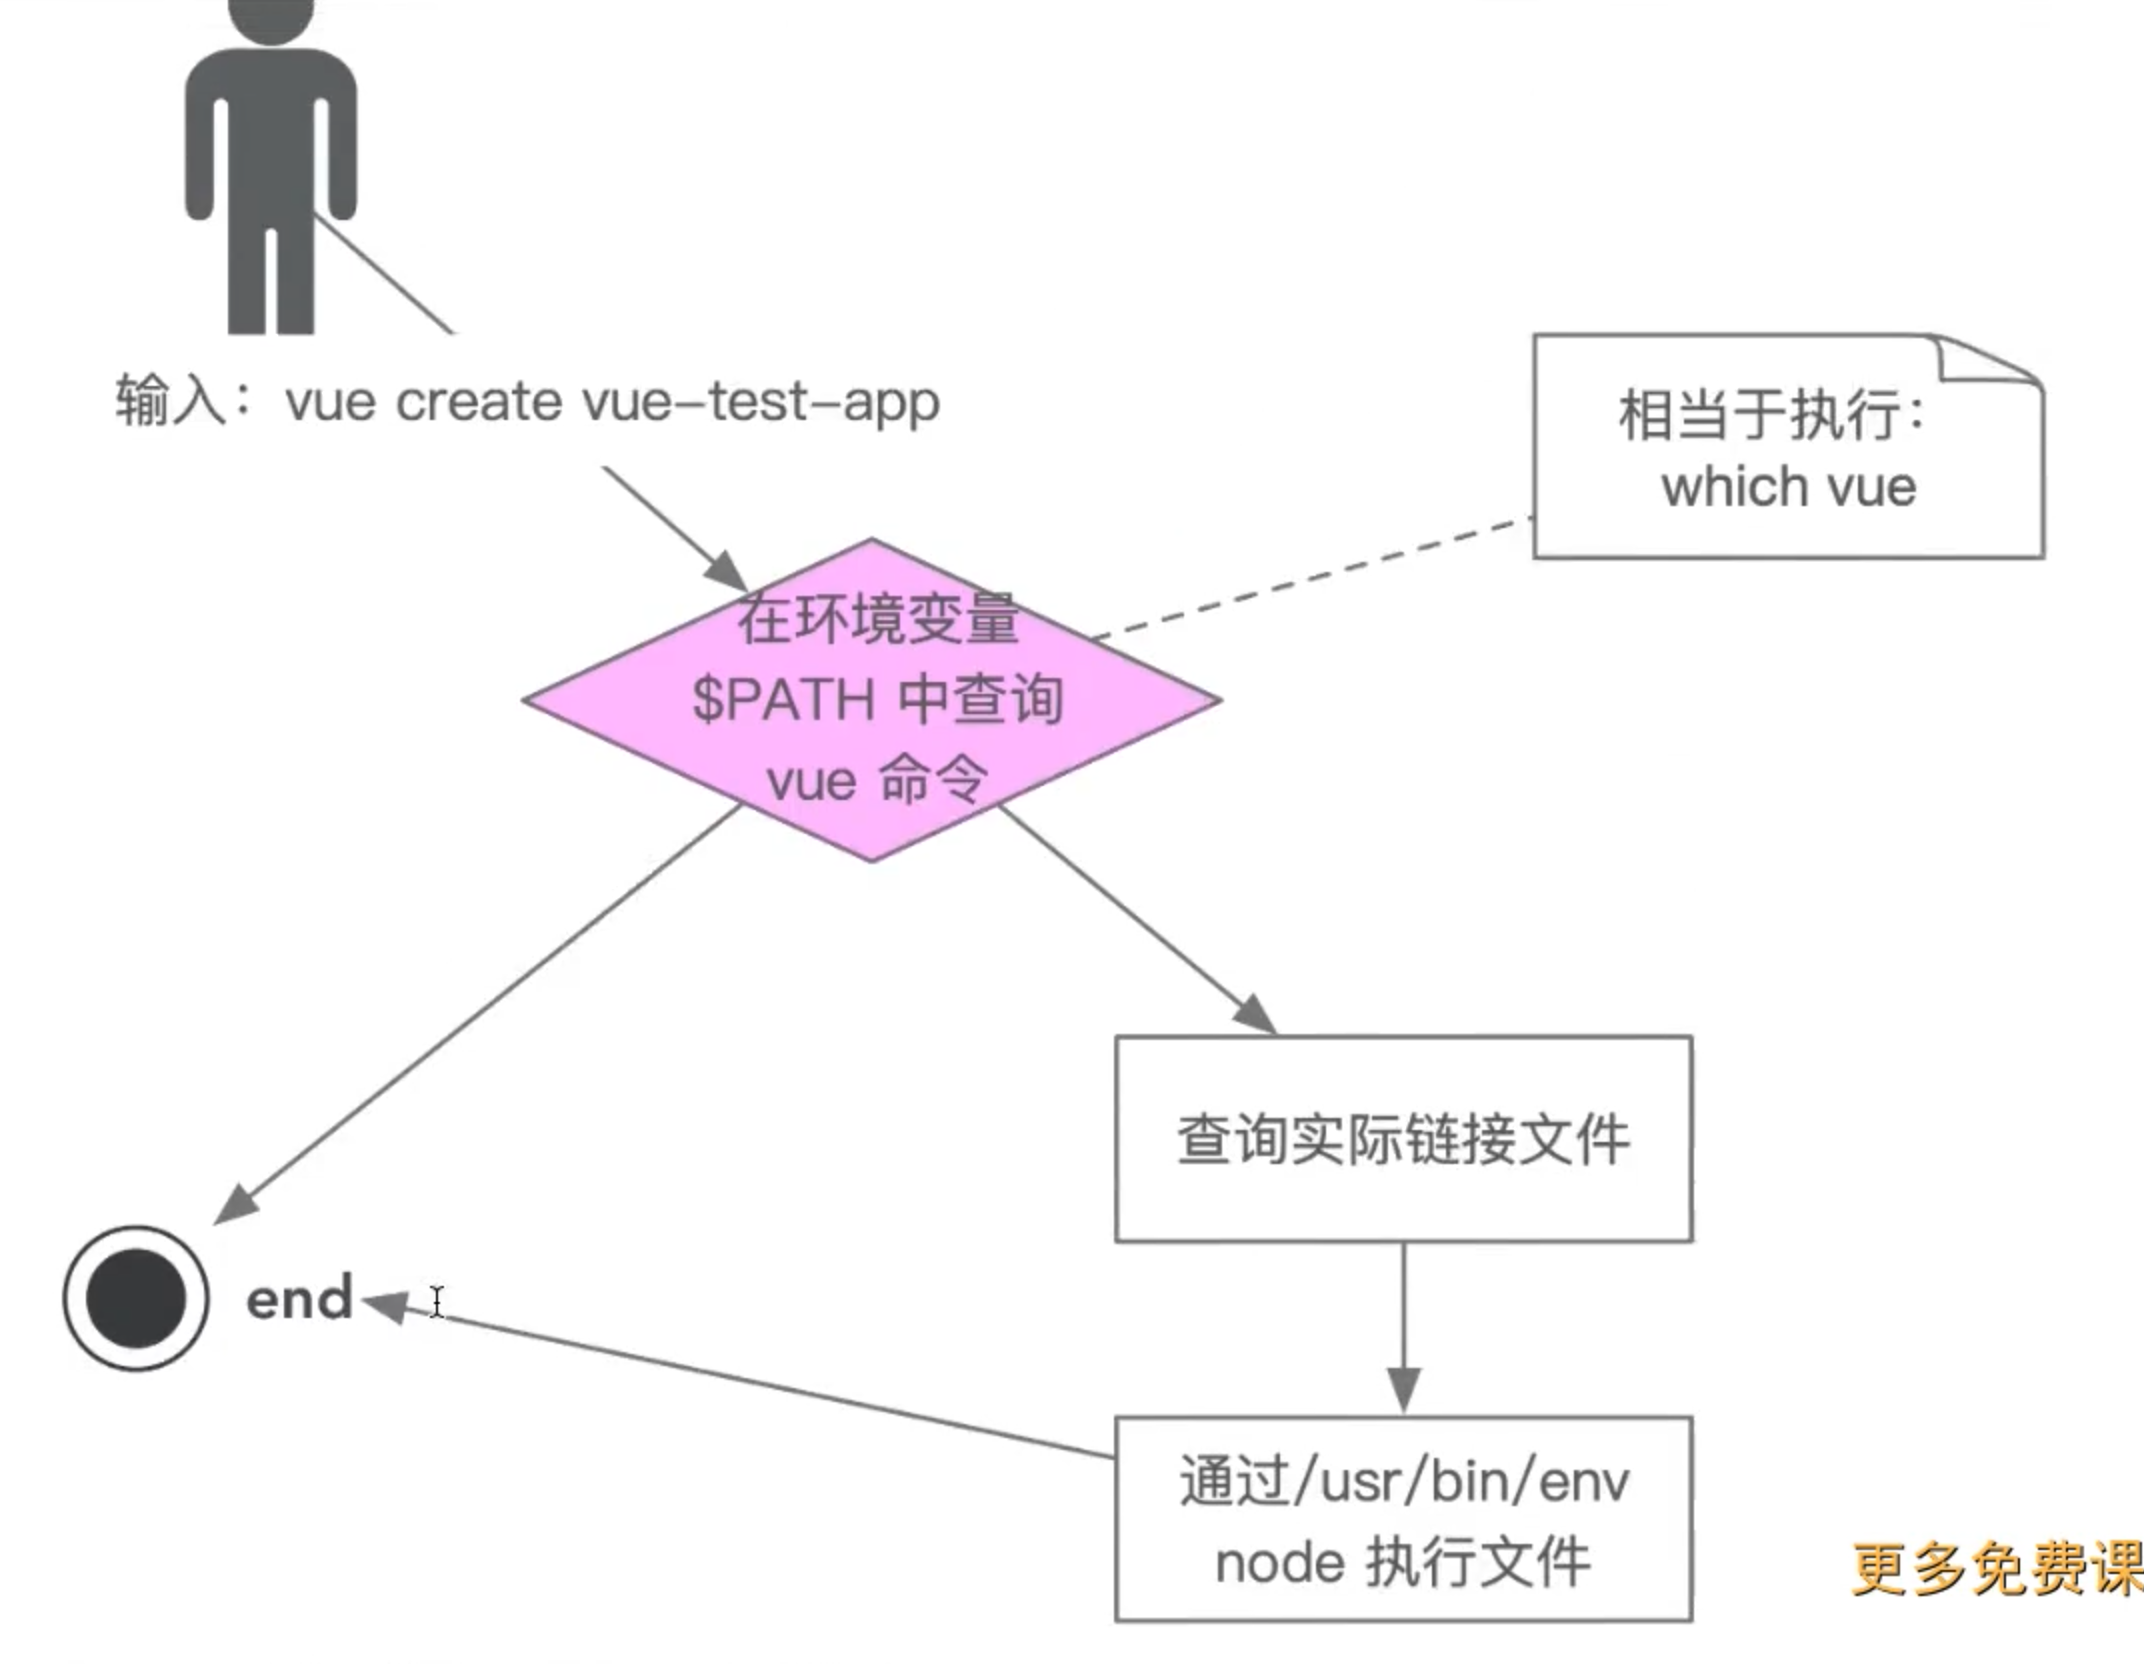 输入：vue create vue-test-app
相当于执行：
which vue
在环境变量
$PATH 中查询
vue 命令
查询实际链接文件
end
通过/usr/bin/env
node 执行文件
更多免费课